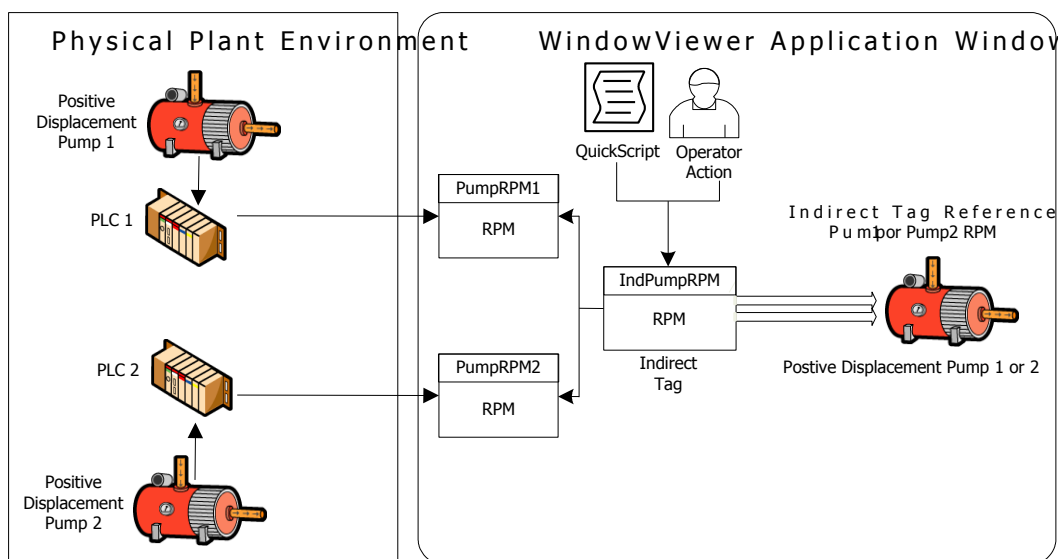 Physical Plant Environment
WindowViewer Application Window
Positive
Displacement
Pump 1
PLC 1
PLC 2
Positive
Displacement
Pump 2
QuickScript
Operator
Action
PumpRPM1
RPM
IndPumpRPM
RPM
Indirect
Tag
PumpRPM2
RPM
Indirect Tag Reference
Pum1por Pump2 RPM
Postive Displacement Pump 1 or 2